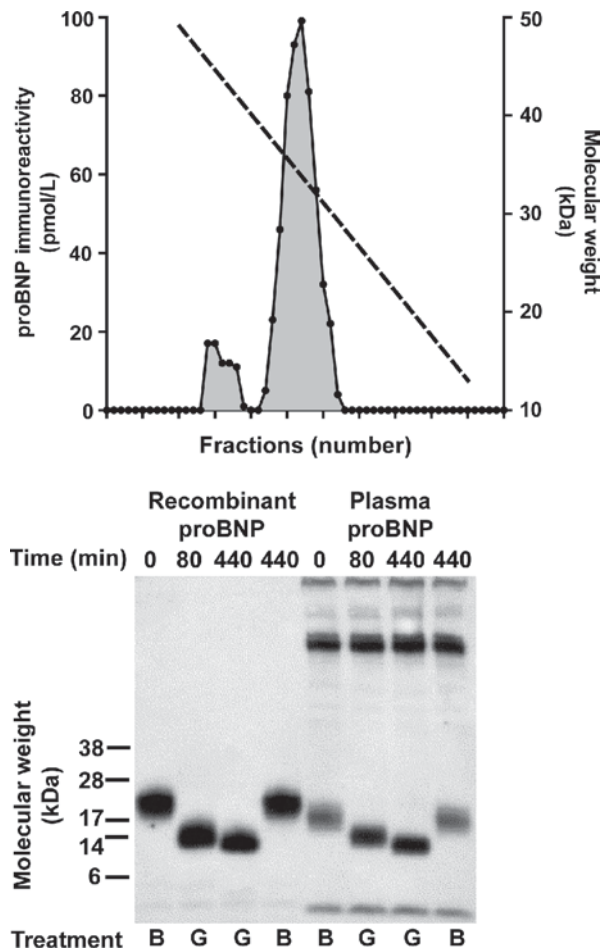 100
80
60
40
20
0
proBNP immunoreactivity
(pmol/L)
50
40
30
20
10
Molecular weight
(kDa)
Fractions (number)
Recombinant
proBNP
Plasma
proBNP
Time (min) 0 80 440 440 0 80 440 440
Molecular weight
(kDa)
38
28
17
14
6
Treatment B G G B B G G B